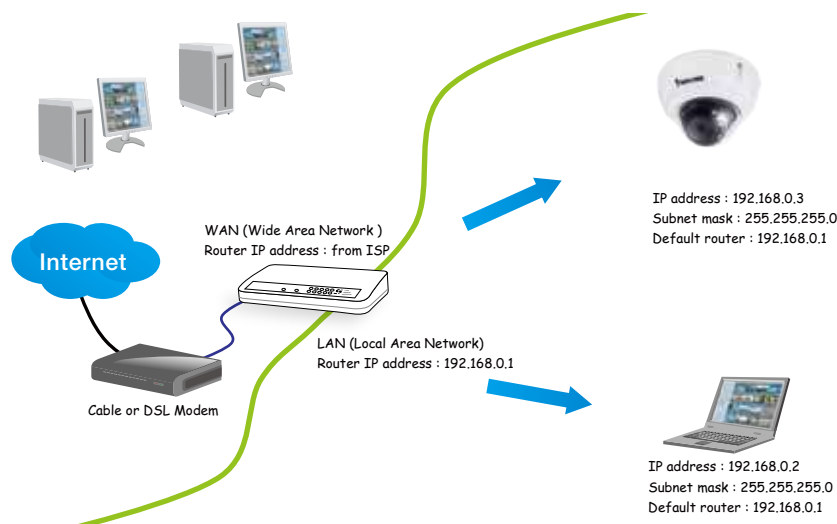 IP address : 192.168.0.3
Subnet mask : 255.255.255.0
Default router : 192.168.0.1
WAN (Wide Area Network )
Router IP address : from ISP
Internet
LAN (Local Area Network)
Router IP address : 192.168.0.1
Cable or DSL Modem
IP address : 192.168.0.2
Subnet mask : 255.255.255.0
Default router : 192.168.0.1